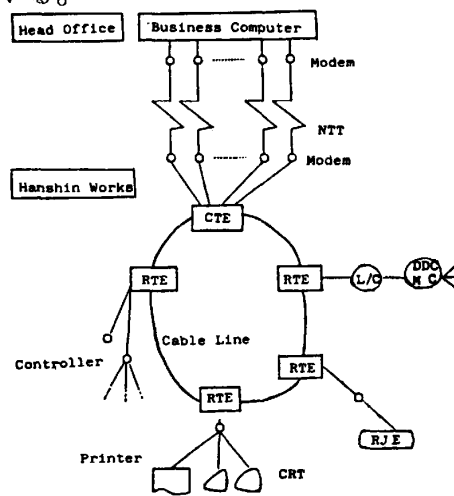 Head Office
Business Computer
Modem
NTT
Modem
Hanshin Works
CTE
RTE
RTE
L/C
DDC
M C
Cable Line
Controller
RTE
RTE
RJE
Printer
CRT